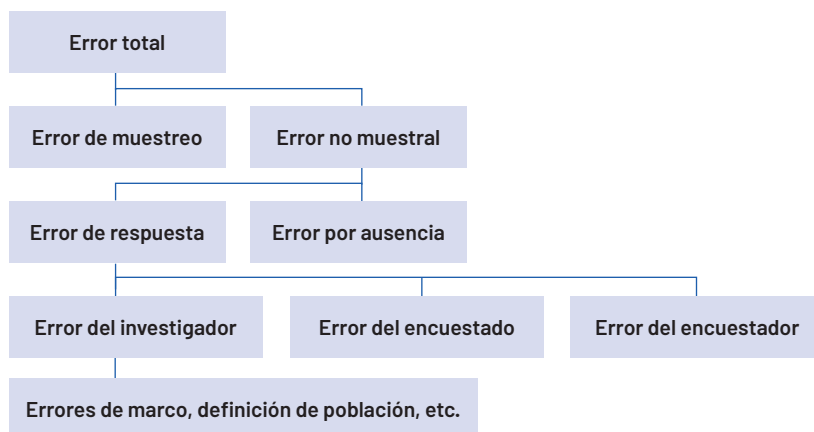 Error total
Error de muestreo
Error no muestral
Error de respuesta
Error por ausencia
Error del investigador
Error del encuestado
Error del encuestador
Errores de marco, definición de población, etc.